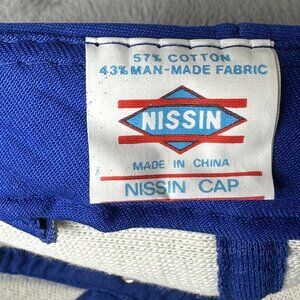 57% COTTON
43% MAN-MADE FABRIC
NISSIN
MADE IN CHINA
NISSIN CAP